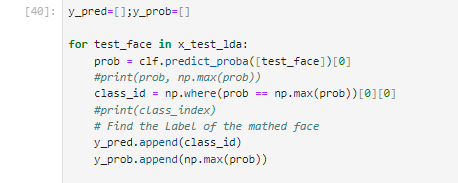 [40]: y_pred=[];y_prob=[]
for test_face in x_test_lda:
    prob = clf.predict_proba([test_face])[0]
    #print(prob, np.max(prob))
    class_id = np.where(prob == np.max(prob))[0][0]
    #print(class_index)
    # Find the Label of the mathed face
    y_pred.append(class_id)
    y_prob.append(np.max(prob))